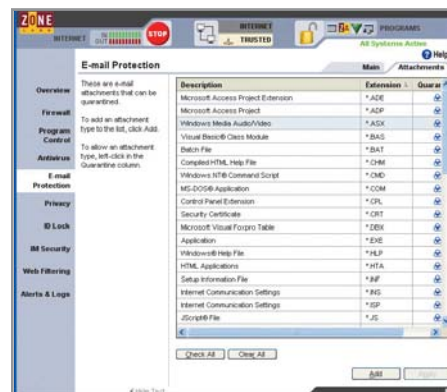 ZONE
LABS
INTERNET
IN
OUT
STOP
INTERNET
TRUSTED
PROGRAMS
All Systems Active
Help
E-mail Protection
Main
Attachments
Overview
Firewall
Program
Control
Antivirus
E-mail
Protection
Privacy
ID Lock
IM Security
Web Filtering
Alerts & Logs
These are e-mail
attachments that can be
quarantined.
To add an attachment
type to the list, click Add.
To allow an attachment
type, left-click in the
Quarantine column.
Description Extension Quarar
Microsoft Access Project Extension *.ADE
Microsoft Access Project *.ADP
Windows Media Audio/Video *.ASX
Visual Basic® Class Module *.BAS
Batch File *.BAT
Compiled HTML Help File *.CHM
Windows NT® Command Script *.CMD
MS-DOS® Application *.COM
Control Panel Extension *.CPL
Security Certificate *.CRT
Microsoft Visual Foxpro Table *.DBX
Application *.EXE
Windows® Help File *.HLP
HTML Applications *.HTA
Setup Information File *.INF
Internet Communication Settings *.INS
Internet Communication Settings *.ISP
JScript® File *.JS
Check All
Clear All
Add
Apply
Hide Text